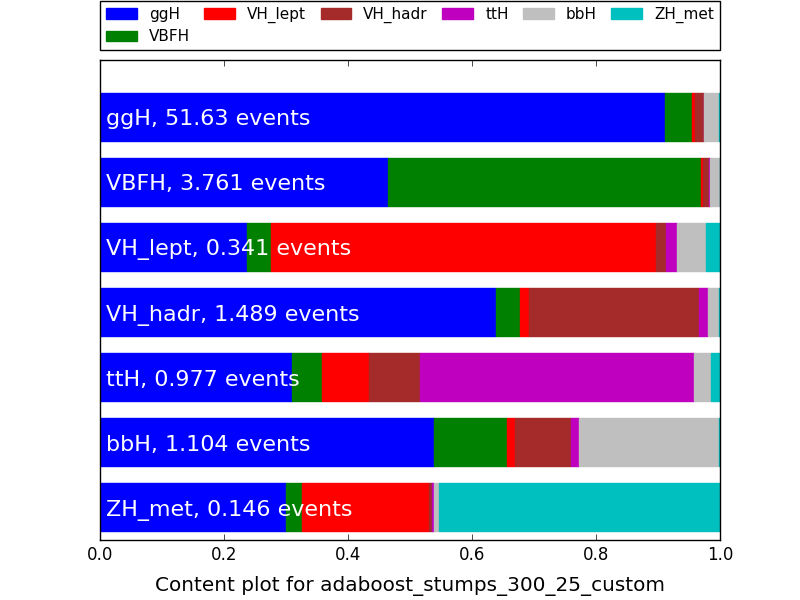 ggH VH_lept VH_hadr ttH bbH ZH_met
VBFH
ggH, 51.63 events
VBFH, 3.761 events
VH_lept, 0.341 events
VH_hadr, 1.489 events
ttH, 0.977 events
bbH, 1.104 events
ZH_met, 0.146 events
0.0 0.2 0.4 0.6 0.8 1.0
Content plot for adaboost_stumps_300_25_custom